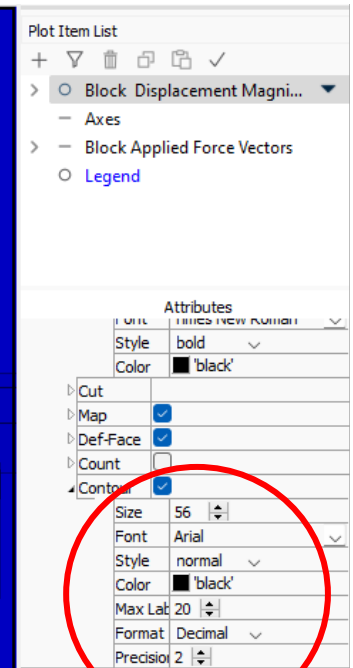 Plot Item List
Block Displacement Magni...
Axes
Block Applied Force Vectors
Legend
Attributes
Font Times New Roman
Style bold
Color 'black'
Cut
Map
Def-Face
Count
Contour
Size 56
Font Arial
Style normal
Color 'black'
Max Lab 20
Format Decimal
Precision 2